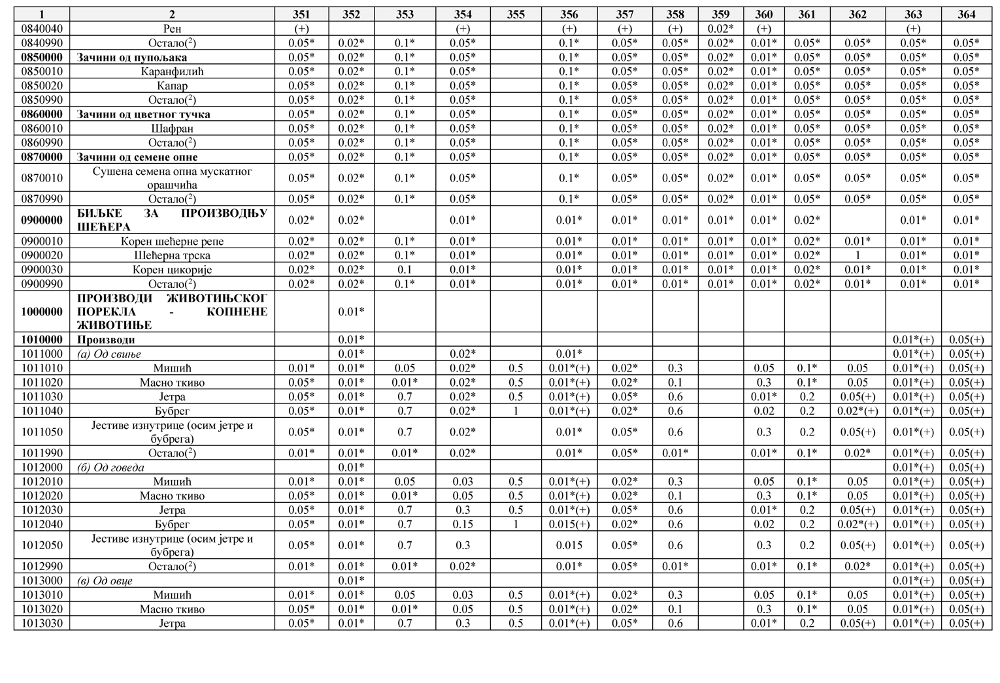 1 2 351 352 353 354 355 356 357 358 359 360 361 362 363 364
0840040 Рен (+) (+) (+) (+) (+) 0.02* (+) (+)
0840990 Остало(2) 0.05* 0.02* 0.1* 0.05* 0.1* 0.05* 0.05* 0.02* 0.01* 0.05* 0.05* 0.05* 0.05*
0850000 Зачини од пупољака 0.05* 0.02* 0.1* 0.05* 0.1* 0.05* 0.05* 0.02* 0.01* 0.05* 0.05* 0.05* 0.05*
0850010 Каранфилић 0.05* 0.02* 0.1* 0.05* 0.1* 0.05* 0.05* 0.02* 0.01* 0.05* 0.05* 0.05* 0.05*
0850020 Капар 0.05* 0.02* 0.1* 0.05* 0.1* 0.05* 0.05* 0.02* 0.01* 0.05* 0.05* 0.05* 0.05*
0850990 Остало(2) 0.05* 0.02* 0.1* 0.05* 0.1* 0.05* 0.05* 0.02* 0.01* 0.05* 0.05* 0.05* 0.05*
0860000 Зачини од цветног тучка 0.05* 0.02* 0.1* 0.05* 0.1* 0.05* 0.05* 0.02* 0.01* 0.05* 0.05* 0.05* 0.05*
0860010 Шафран 0.05* 0.02* 0.1* 0.05* 0.1* 0.05* 0.05* 0.02* 0.01* 0.05* 0.05* 0.05* 0.05*
0860990 Остало(2) 0.05* 0.02* 0.1* 0.05* 0.1* 0.05* 0.05* 0.02* 0.01* 0.05* 0.05* 0.05* 0.05*
0870000 Зачини од семене опне 0.05* 0.02* 0.1* 0.05* 0.1* 0.05* 0.05* 0.02* 0.01* 0.05* 0.05* 0.05* 0.05*
0870010 Сушена семена опна мускатног
орашчића 0.05* 0.02* 0.1* 0.05* 0.1* 0.05* 0.05* 0.02* 0.01* 0.05* 0.05* 0.05* 0.05*
0870990 Остало(2) 0.05* 0.02* 0.1* 0.05* 0.1* 0.05* 0.05* 0.02* 0.01* 0.05* 0.05* 0.05* 0.05*
0900000 БИЉКЕ ЗА ПРОИЗВОДЊУ
ШЕЋЕРА 0.02* 0.02* 0.01* 0.01* 0.01* 0.01* 0.01* 0.01* 0.02* 0.01* 0.01*
0900010 Корен шећерне репе 0.02* 0.02* 0.1* 0.01* 0.01* 0.01* 0.01* 0.01* 0.01* 0.02* 0.01* 0.01* 0.01*
0900020 Шећерна трска 0.02* 0.02* 0.1* 0.01* 0.01* 0.01* 0.01* 0.01* 0.01* 0.02* 1 0.01* 0.01*
0900030 Корен цикорије 0.02* 0.02* 0.1 0.01* 0.01* 0.01* 0.01* 0.01* 0.01* 0.02* 0.01* 0.01* 0.01*
0900990 Остало(2) 0.02* 0.02* 0.1* 0.01* 0.01* 0.01* 0.01* 0.01* 0.01* 0.02* 0.01* 0.01* 0.01*
1000000 ПРОИЗВОДИ ЖИВОТИЊСКОГ
ПОРЕКЛА - КОПНЕНЕ
ЖИВОТИЊЕ 0.01*
1010000 Производи 0.01* 0.01*(+) 0.05(+)
1011000 (а) Од свиње 0.01* 0.02* 0.01* 0.01*(+) 0.05(+)
1011010 Мишић 0.01* 0.01* 0.05 0.02* 0.5 0.01*(+) 0.02* 0.3 0.05 0.1* 0.05 0.01*(+) 0.05(+)
1011020 Масно ткиво 0.05* 0.01* 0.01* 0.02* 0.5 0.01*(+) 0.02* 0.1 0.3 0.1* 0.05 0.01*(+) 0.05(+)
1011030 Јетра 0.05* 0.01* 0.7 0.02* 0.5 0.01*(+) 0.05* 0.6 0.01* 0.2 0.05(+) 0.01*(+) 0.05(+)
1011040 Бубрег 0.05* 0.01* 0.7 0.02* 1 0.01*(+) 0.02* 0.6 0.02 0.2 0.02*(+) 0.01*(+) 0.05(+)
1011050 Јестиве изнутрице (осим јетре и
бубрега) 0.05* 0.01* 0.7 0.02* 0.01* 0.05* 0.6 0.3 0.2 0.05(+) 0.01*(+) 0.05(+)
1011990 Остало(2) 0.01* 0.01* 0.01* 0.02* 0.01* 0.05* 0.01* 0.01* 0.1* 0.02* 0.01*(+) 0.05(+)
1012000 (б) Од говеда 0.01* 0.01*(+) 0.05(+)
1012010 Мишић 0.01* 0.01* 0.05 0.03 0.5 0.01*(+) 0.02* 0.3 0.05 0.1* 0.05 0.01*(+) 0.05(+)
1012020 Масно ткиво 0.05* 0.01* 0.01* 0.05 0.5 0.01*(+) 0.02* 0.1 0.3 0.1* 0.05 0.01*(+) 0.05(+)
1012030 Јетра 0.05* 0.01* 0.7 0.3 0.5 0.01*(+) 0.05* 0.6 0.01* 0.2 0.05(+) 0.01*(+) 0.05(+)
1012040 Бубрег 0.05* 0.01* 0.7 0.15 1 0.015(+) 0.02* 0.6 0.02 0.2 0.02*(+) 0.01*(+) 0.05(+)
1012050 Јестиве изнутрице (осим јетре и
бубрега) 0.05* 0.01* 0.7 0.3 0.015 0.05* 0.6 0.3 0.2 0.05(+) 0.01*(+) 0.05(+)
1012990 Остало(2) 0.01* 0.01* 0.01* 0.02* 0.01* 0.05* 0.01* 0.01* 0.1* 0.02* 0.01*(+) 0.05(+)
1013000 (в) Од овце 0.01* 0.01*(+) 0.05(+)
1013010 Мишић 0.01* 0.01* 0.05 0.03 0.5 0.01*(+) 0.02* 0.3 0.05 0.1* 0.05 0.01*(+) 0.05(+)
1013020 Масно ткиво 0.05* 0.01* 0.01* 0.05 0.5 0.01*(+) 0.02* 0.1 0.3 0.1* 0.05 0.01*(+) 0.05(+)
1013030 Јетра 0.05* 0.01* 0.7 0.3 0.5 0.01*(+) 0.05* 0.6 0.01* 0.2 0.05(+) 0.01*(+) 0.05(+)